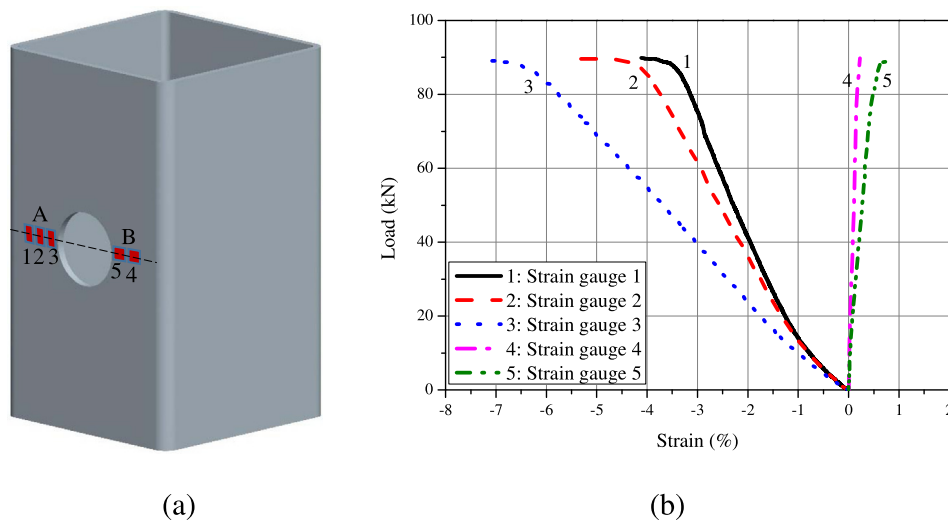 A
B
123
5 4
(a)
100
80
60
40
20
0
Load (kN)
1
2
3
4
5
1: Strain gauge 1
2: Strain gauge 2
3: Strain gauge 3
4: Strain gauge 4
5: Strain gauge 5
-8 -7 -6 -5 -4 -3 -2 -1 0 1 2
Strain (%)
(b)